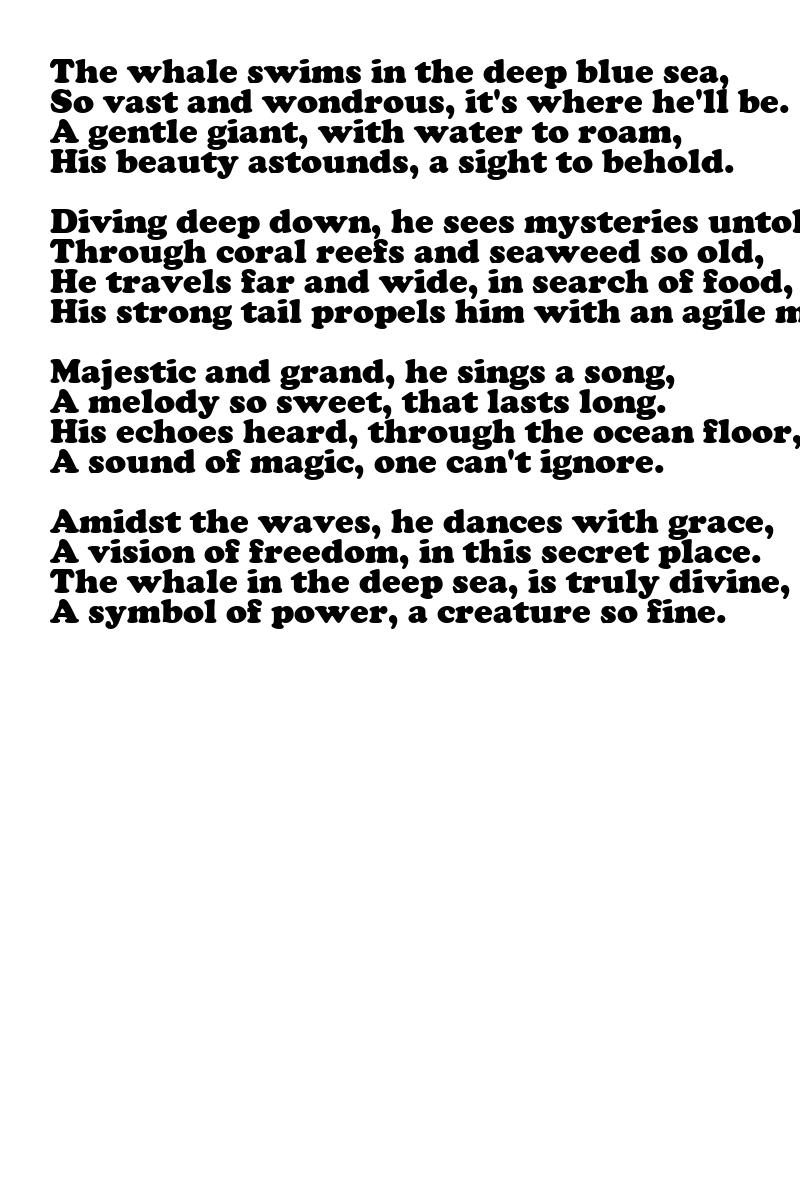 The whale swims in the deep blue sea,
So vast and wondrous, it's where he'll be.
A gentle giant, with water to roam,
His beauty astounds, a sight to behold.

Diving deep down, he sees mysteries
Through coral reefs and seaweed so old,
He travels far and wide, in search of food,
His strong tail propels him with an agile
Majestic and grand, he sings a song,
A melody so sweet, that lasts long.
His echoes heard, through the ocean floor,
A sound of magic, one can't ignore.

Amidst the waves, he dances with grace,
A vision of freedom, in this secret place.
The whale in the deep sea, is truly divine,
A symbol of power, a creature so fine.